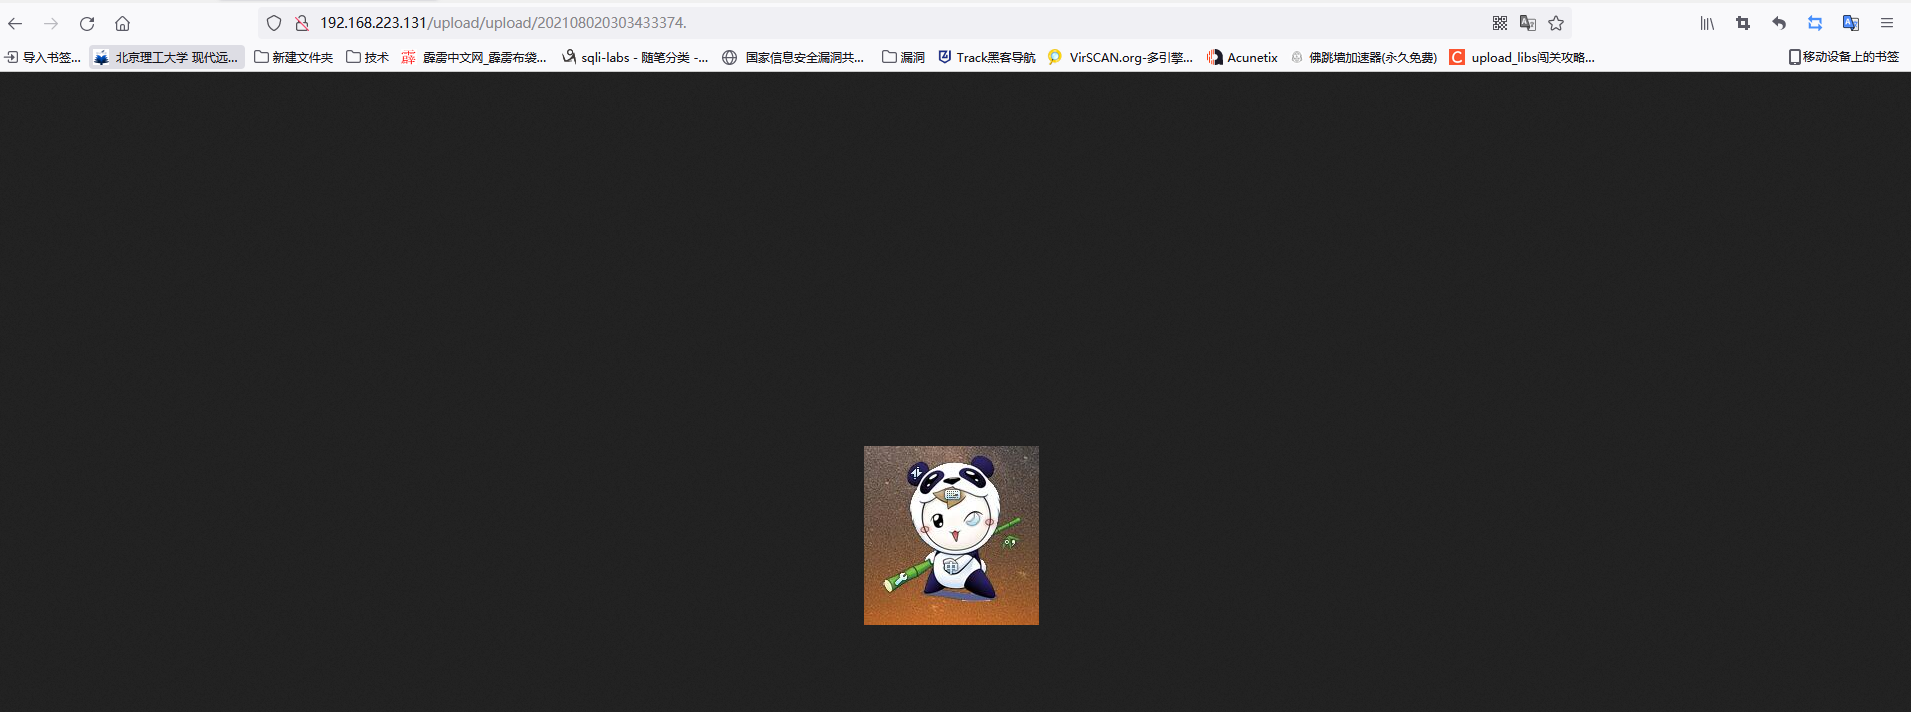 192.168.223.131/upload/upload/202108020303433374.
导入书签... 北京理工大学 现代远... 新建文件夹 技术 霹雳中文网_霹雳布袋... sqli-labs - 随笔分类 -... 国家信息安全漏洞共... 漏洞 Track黑客导航 VirSCAN.org-多引擎... Acunetix 佛跳墙加速器(永久免费) C upload_libs闯关攻略... 移动设备上的书签